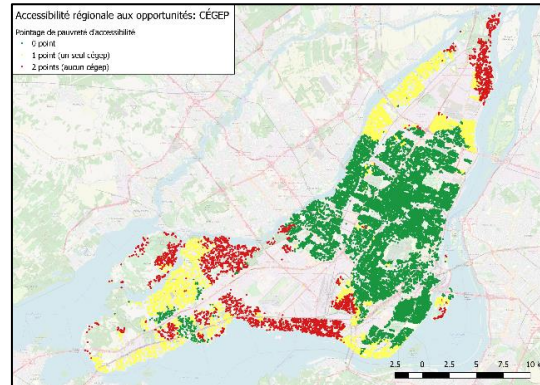 Accessibilité régionale aux opportunités: CÉGEP
Pointage de pauvreté d'accessibilité
0 point
1 point (un seul cégep)
2 points (aucun cégep)
2.5 0 2.5 5 7.5 10 k